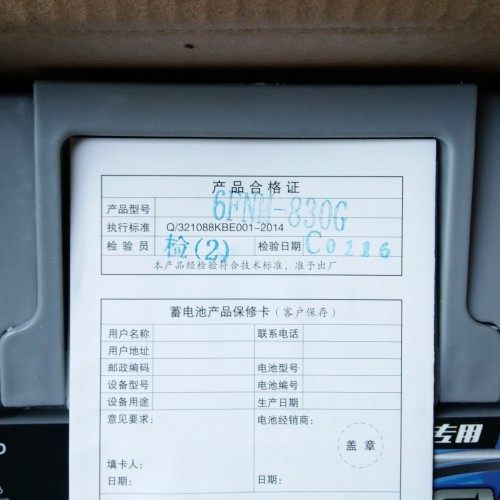 产品合格证
产品型号 6FNM-830G
执行标准 Q/321088KBE001-2014
检验员 检(2) 检验日期 C0116
本产品经检验符合技术标准，准予出厂
蓄电池产品保修卡（客户保存）
用户名称 联系电话
用户地址
邮政编码 电池型号
设备型号 电池编号
设备用途 生产日期
意见要求： 电池经销商：
盖章
填卡人：
日期： 日期：
专用